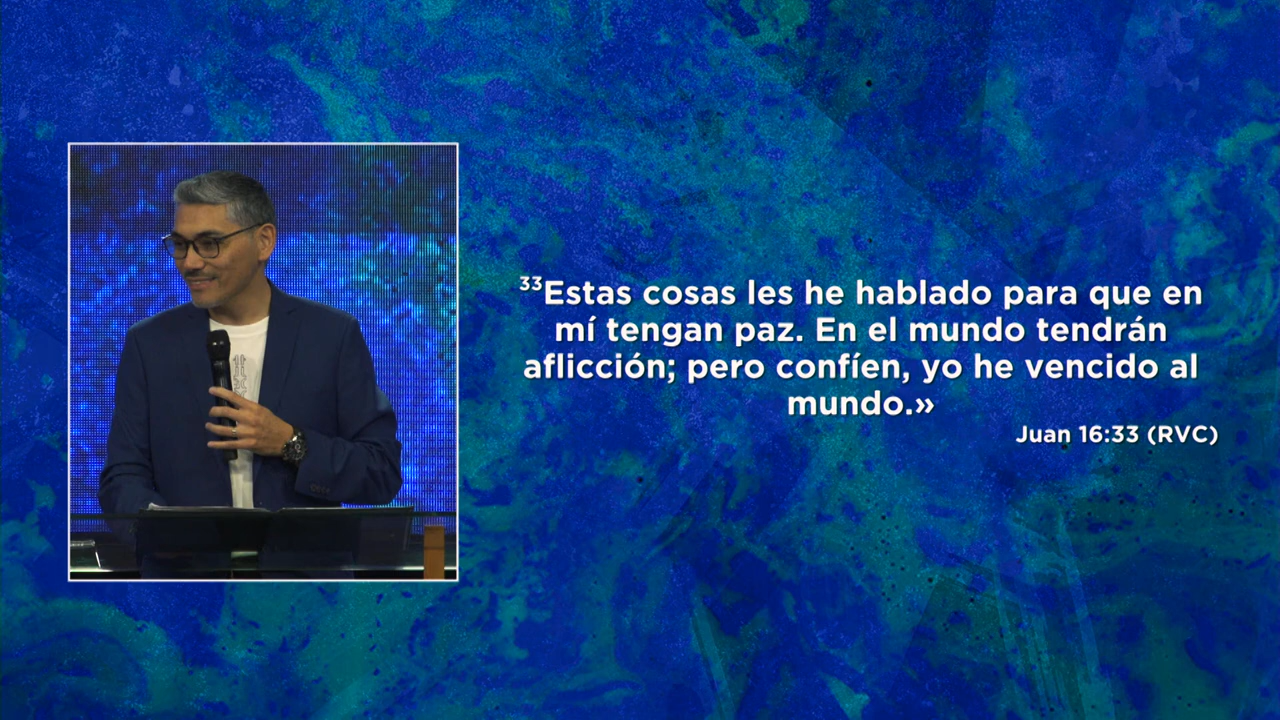 ³³Estas cosas les he hablado para que en
mí tengan paz. En el mundo tendrán
aflicción; pero confíen, yo he vencido al
mundo.»
Juan 16:33 (RVC)